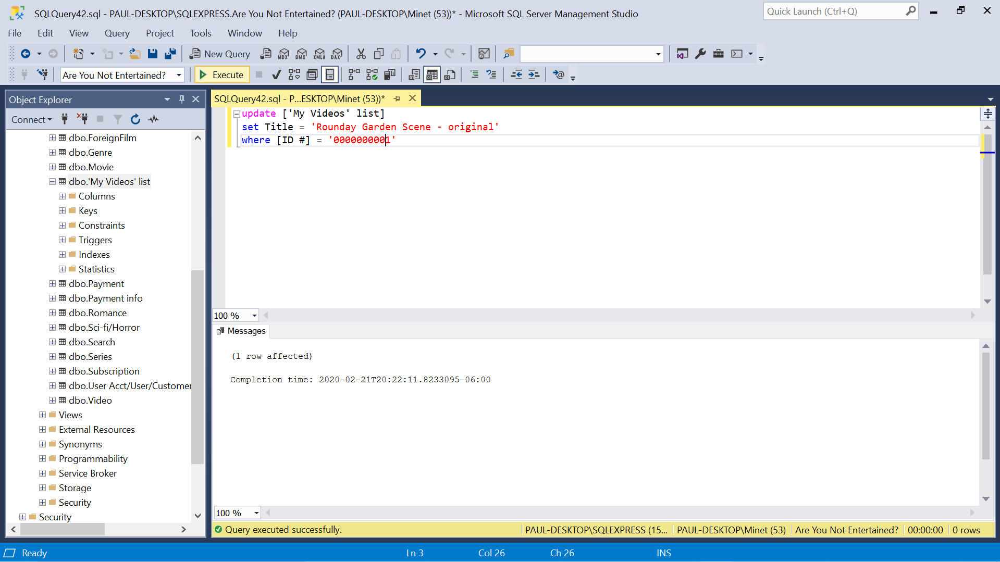 SQLQuery42.sql - PAUL-DESKTOP\SQLEXPRESS.Are You Not Entertained? (PAUL-DESKTOP\Minet (53))* - Microsoft SQL Server Management Studio
Quick Launch (Ctrl+Q)
File Edit View Query Project Tools Window Help
New Query MDX DMX XMLA DAX
Are You Not Entertained? Execute
Object Explorer
Connect
dbo.ForeignFilm
dbo.Genre
dbo.Movie
dbo.'My Videos' list
Columns
Keys
Constraints
Triggers
Indexes
Statistics
dbo.Payment
dbo.Payment info
dbo.Romance
dbo.Sci-fi/Horror
dbo.Search
dbo.Series
dbo.Subscription
dbo.User Acct/User/Customer
dbo.Video
Views
External Resources
Synonyms
Programmability
Service Broker
Storage
Security
Security
SQLQuery42.sql - P...ESKTOP\Minet (53))*
update ['My Videos' list]
set Title = 'Rounday Garden Scene - original'
where [ID #] = '0000000001'
100 %
Messages
(1 row affected)
Completion time: 2020-02-21T20:22:11.8233095-06:00
100 %
Query executed successfully. PAUL-DESKTOP\SQLEXPRESS (15... PAUL-DESKTOP\Minet (53) Are You Not Entertained? 00:00:00 0 rows
Ready Ln 3 Col 26 Ch 26 INS